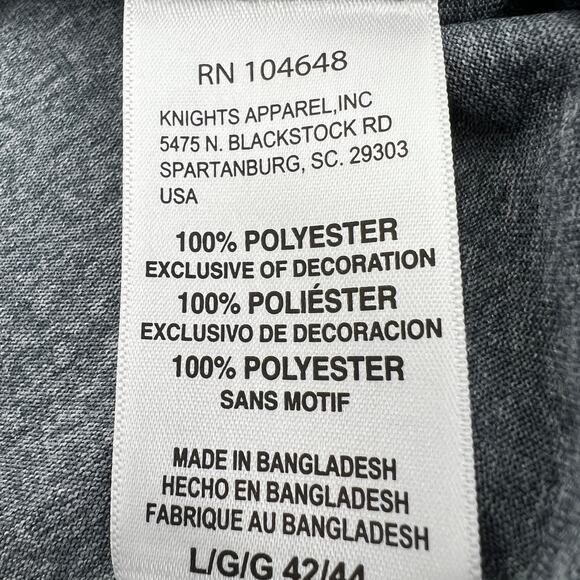 RN 104648
KNIGHTS APPAREL,INC
5475 N. BLACKSTOCK RD
SPARTANBURG, SC. 29303
USA
100% POLYESTER
EXCLUSIVE OF DECORATION
100% POLIÉSTER
EXCLUSIVO DE DECORACION
100% POLYESTER
SANS MOTIF
MADE IN BANGLADESH
HECHO EN BANGLADESH
FABRIQUE AU BANGLADESH
L/G/G 42/44